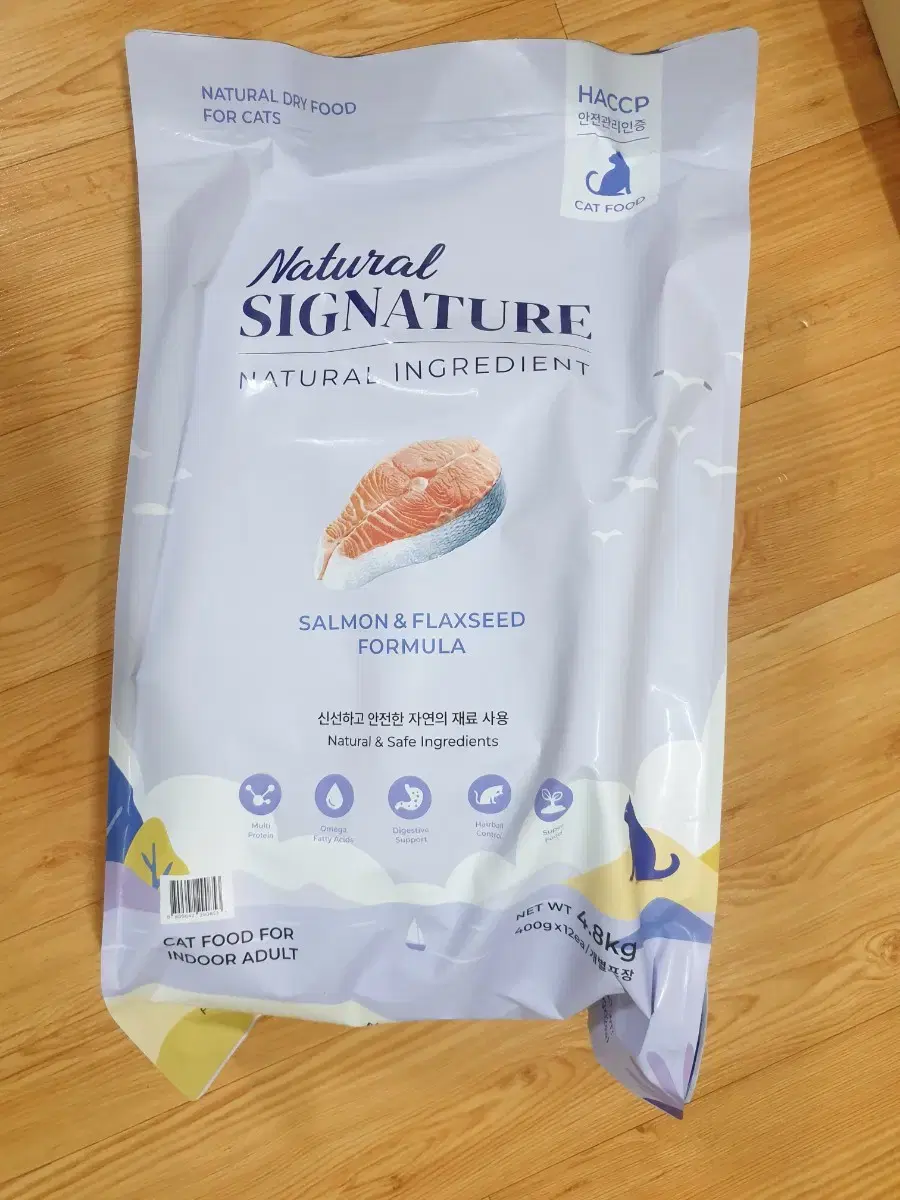 NATURAL DRY FOOD
FOR CATS
HACCP
안전관리인증
CAT FOOD
Natural
SIGNATURE
NATURAL INGREDIENT
SALMON & FLAXSEED
FORMULA
신선하고 안전한 자연의 재료 사용
Natural & Safe Ingredients
Multi
Protein
Omega
Fatty Acids
Digestive
Support
Hairball
Control
Super
Food
CAT FOOD FOR
INDOOR ADULT
NET WT 4.8kg
400g x 12ea / 개별포장